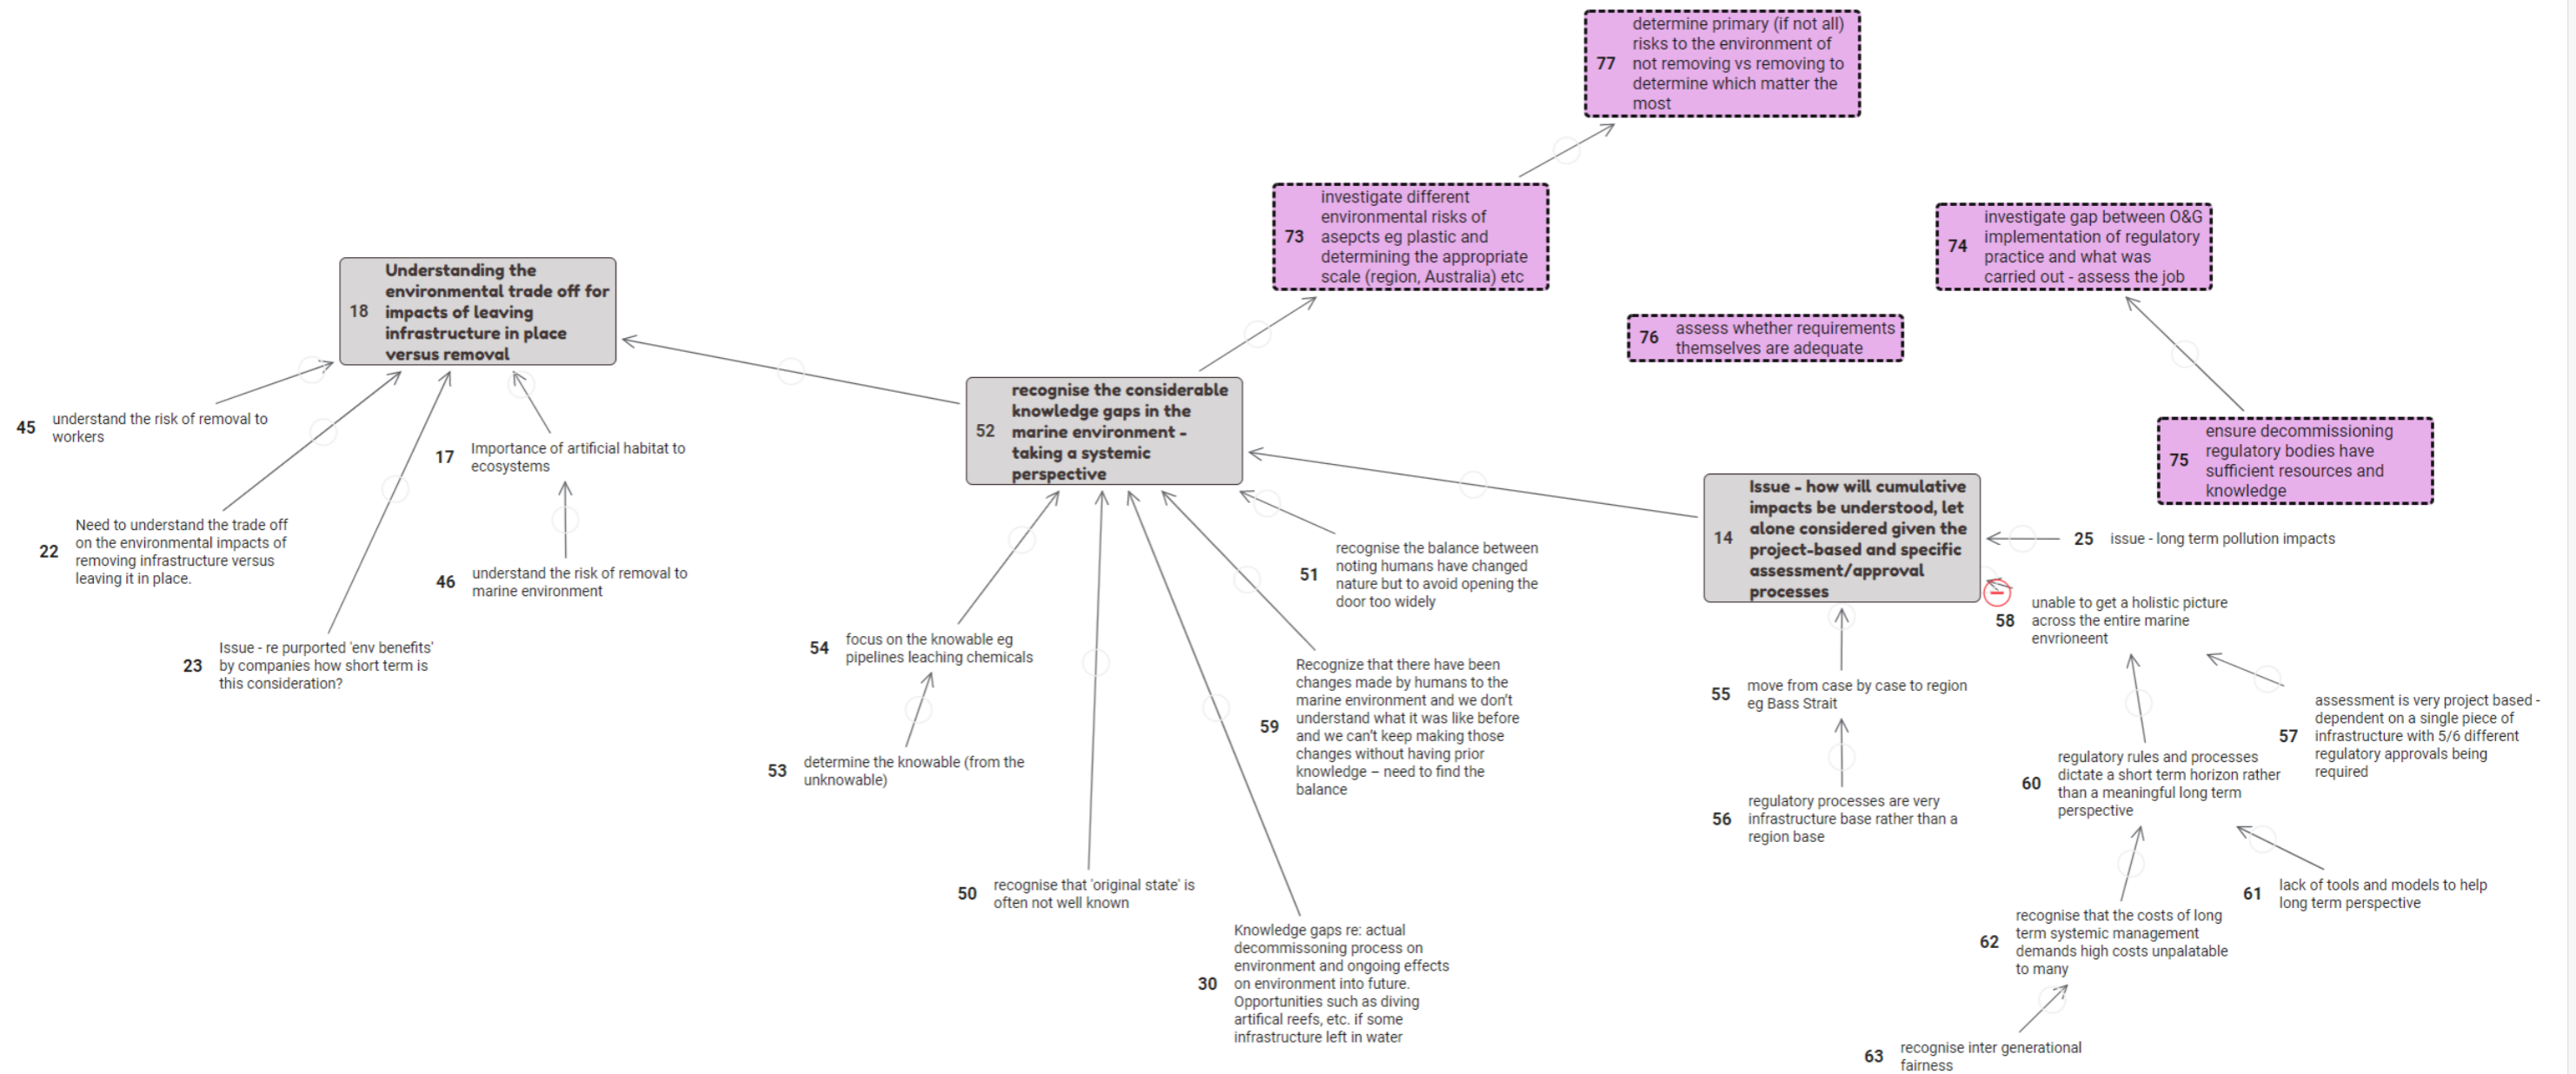 77
determine primary (if not all)
risks to the environment of
not removing vs removing to
determine which matter the
most
73
investigate different
environmental risks of
asepcts eg plastic and
determining the appropriate
scale (region, Australia) etc
74
investigate gap between O&G
implementation of regulatory
practice and what was
carried out - assess the job
18
Understanding the
environmental trade off for
impacts of leaving
infrastructure in place
versus removal
76
assess whether requirements
themselves are adequate
52
recognise the considerable
knowledge gaps in the
marine environment -
taking a systemic
perspective
75
ensure decommissioning
regulatory bodies have
sufficient resources and
knowledge
45
understand the risk of removal to
workers
17
Importance of artificial habitat to
ecosystems
14
Issue - how will cumulative
impacts be understood, let
alone considered given the
project-based and specific
assessment/approval
processes
25
issue - long term pollution impacts
22
Need to understand the trade off
on the environmental impacts of
removing infrastructure versus
leaving it in place.
46
understand the risk of removal to
marine environment
51
recognise the balance between
noting humans have changed
nature but to avoid opening the
door too widely
58
unable to get a holistic picture
across the entire marine
envrioneent
23
Issue - re purported 'env benefits'
by companies how short term is
this consideration?
54
focus on the knowable eg
pipelines leaching chemicals
59
Recognize that there have been
changes made by humans to the
marine environment and we don't
understand what it was like before
and we can't keep making those
changes without having prior
knowledge – need to find the
balance
55
move from case by case to region
eg Bass Strait
57
assessment is very project based -
dependent on a single piece of
infrastructure with 5/6 different
regulatory approvals being
required
53
determine the knowable (from the
unknowable)
60
regulatory rules and processes
dictate a short term horizon rather
than a meaningful long term
perspective
56
regulatory processes are very
infrastructure base rather than a
region base
50
recognise that 'original state' is
often not well known
61
lack of tools and models to help
long term perspective
30
Knowledge gaps re: actual
decommissoning process on
environment and ongoing effects
on environment into future.
Opportunities such as diving
artifical reefs, etc. if some
infrastructure left in water
62
recognise that the costs of long
term systemic management
demands high costs unpalatable
to many
63
recognise inter generational
fairness